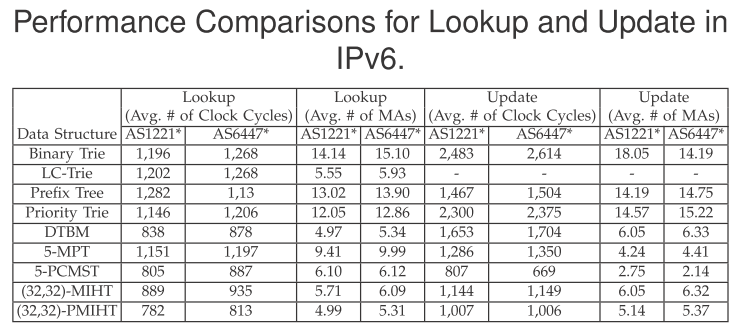 Performance Comparisons for Lookup and Update in
IPv6.
Lookup Lookup Update Update
(Avg. # of Clock Cycles) (Avg. # of MAs) (Avg. # of Clock Cycles) (Avg. # of MAs)
Data Structure AS1221* AS6447* AS1221* AS6447* AS1221* AS6447* AS1221* AS6447*
Binary Trie 1,196 1,268 14.14 15.10 2,483 2,614 18.05 14.19
LC-Trie 1,202 1,268 5.55 5.93 - - - -
Prefix Tree 1,282 1,13 13.02 13.90 1,467 1,504 14.19 14.75
Priority Trie 1,146 1,206 12.05 12.86 2,300 2,375 14.57 15.22
DTBM 838 878 4.97 5.34 1,653 1,704 6.05 6.33
5-MPT 1,151 1,197 9.41 9.99 1,286 1,350 4.24 4.41
5-PCMST 805 887 6.10 6.12 807 669 2.75 2.14
(32,32)-MIHT 889 935 5.71 6.09 1,144 1,149 6.05 6.32
(32,32)-PMIHT 782 813 4.99 5.31 1,007 1,006 5.14 5.37